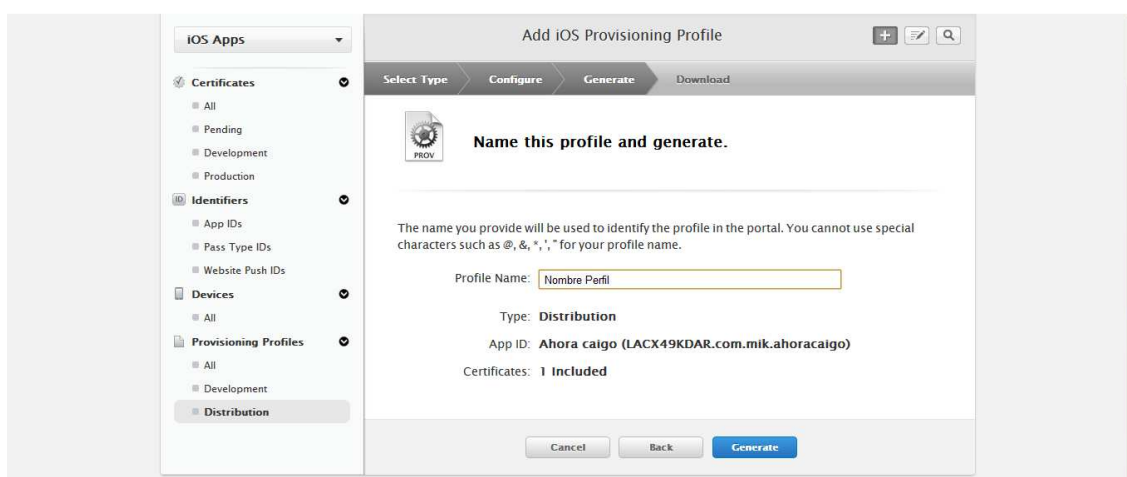 iOS Apps
Add iOS Provisioning Profile
Certificates
All
Pending
Development
Production
ID Identifiers
App IDs
Pass Type IDs
Website Push IDs
Devices
All
Provisioning Profiles
All
Development
Distribution
Select Type Configure Generate Download
PROV
Name this profile and generate.
The name you provide will be used to identify the profile in the portal. You cannot use special
characters such as @, &, *, ', " for your profile name.
Profile Name: Nombre Perfil
Type: Distribution
App ID: Ahora caigo (LACX49KDAR.com.mik.ahoracaigo)
Certificates: 1 Included
Cancel Back Generate